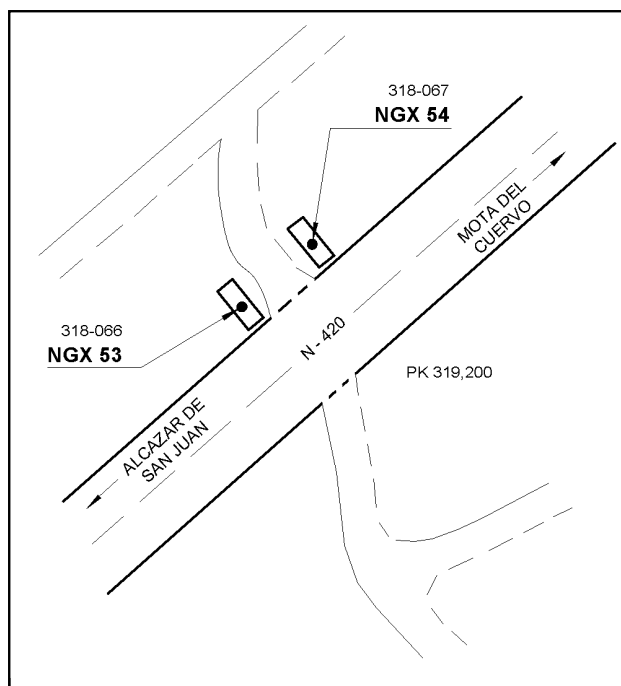 318-067
NGX 54
MOTA DEL
CUERVO
318-066
NGX 53
N - 420
PK 319,200
ALCAZAR DE
SAN JUAN